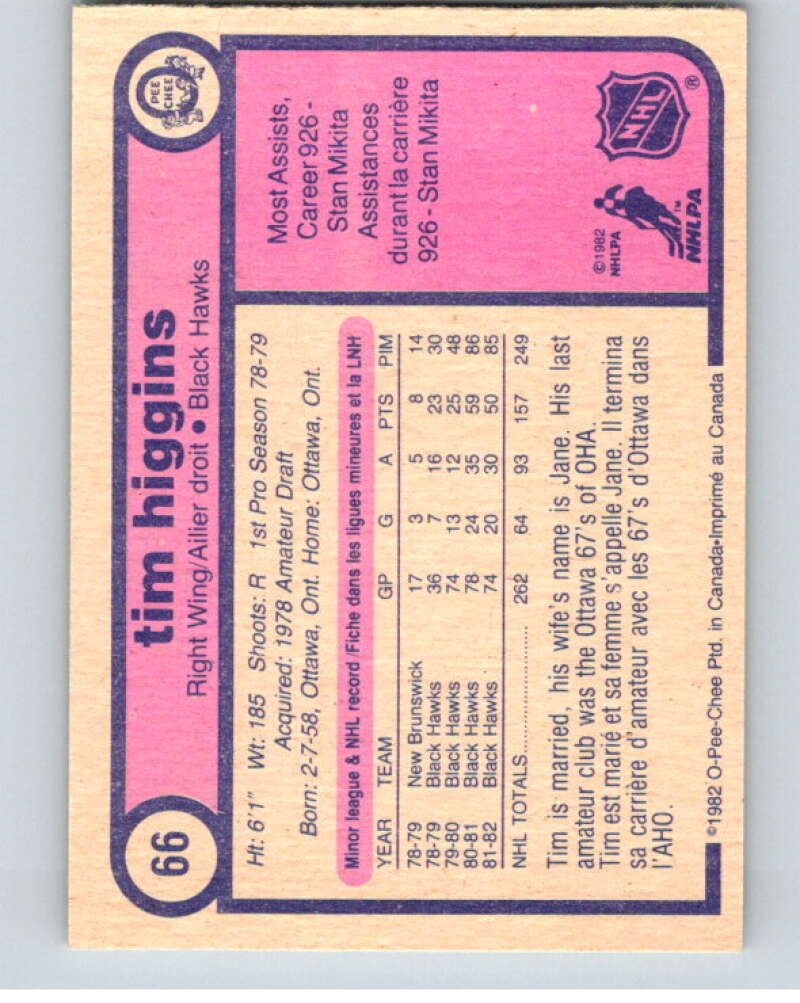 66
tim higgins
Right Wing/Ailier droit • Black Hawks
PEE
CHEE
Ht: 6'1" Wt: 185 Shoots: R 1st Pro Season 78-79
Acquired: 1978 Amateur Draft
Born: 2-7-58, Ottawa, Ont. Home: Ottawa, Ont.
Minor league & NHL record/Fiche dans les ligues mineures et la LNH
YEAR TEAM GP G A PTS PIM
78-79 New Brunswick 17 3 5 8 14
78-79 Black Hawks 36 7 16 23 30
79-80 Black Hawks 74 13 12 25 48
80-81 Black Hawks 78 24 35 59 86
81-82 Black Hawks 74 20 30 50 85
NHL TOTALS.................... 262 64 93 157 249
Tim is married, his wife's name is Jane. His last
amateur club was the Ottawa 67's of OHA.
Tim est marié et sa femme s'appelle Jane. Il termina
sa carrière d'amateur avec les 67's d'Ottawa dans
l'AHO.
©1982 O-Pee-Chee Ptd. in Canada•Imprimé au Canada
Most Assists,
Career 926 -
Stan Mikita
Assistances
durant la carrière
926 - Stan Mikita
©1982
NHLPA
NHL
®
TM
NHLPA